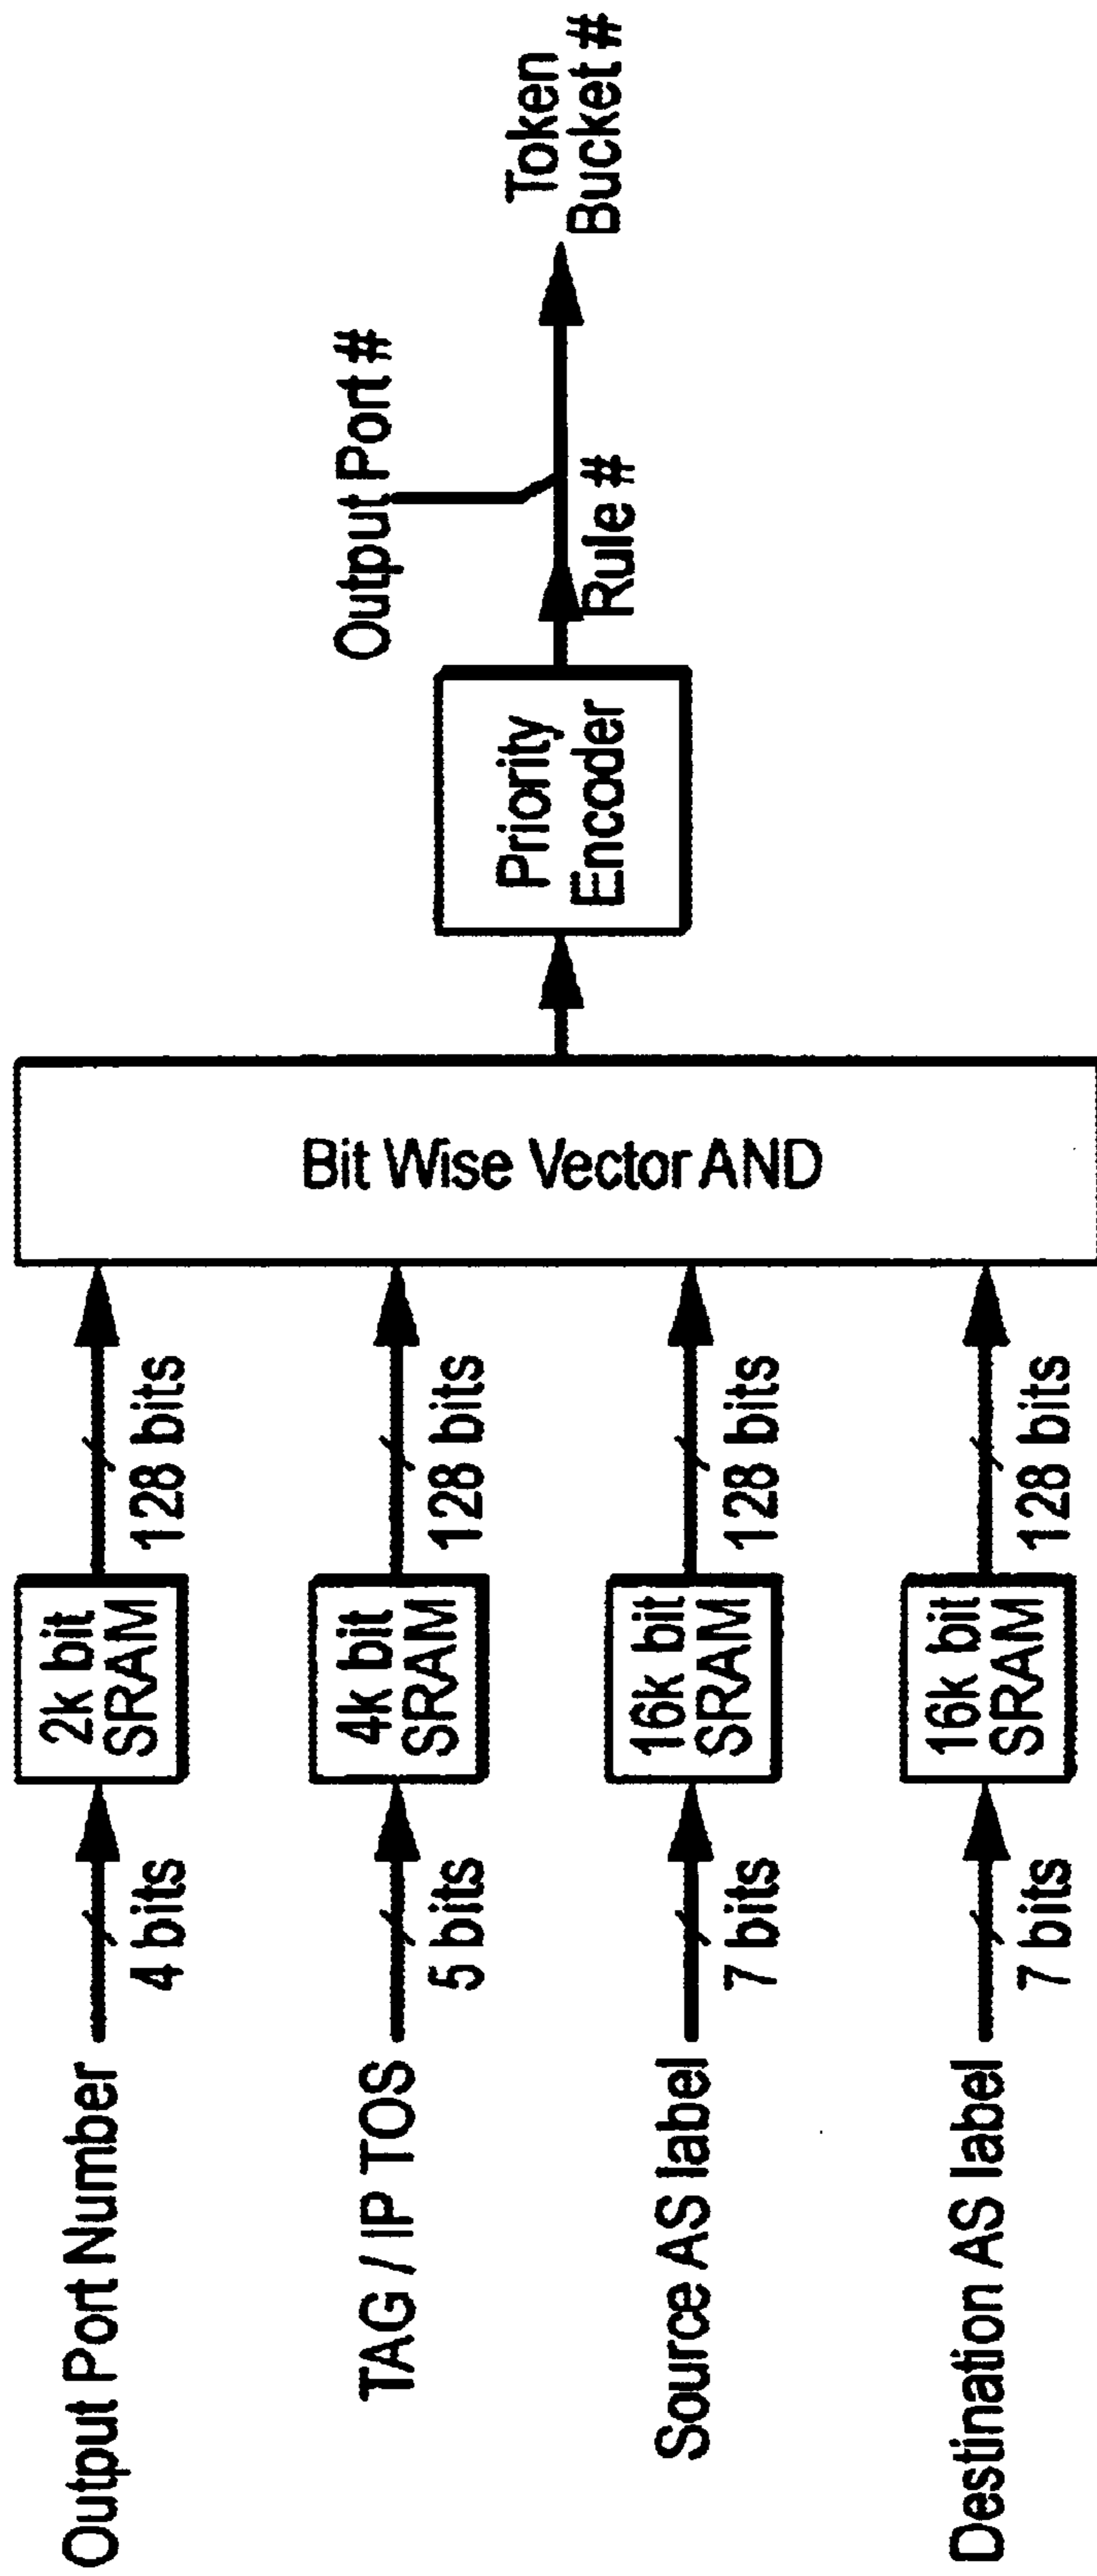 Output Port Number
4 bits
2k bit
SRAM
128 bits
TAG / IP TOS
5 bits
4k bit
SRAM
128 bits
Source AS label
7 bits
16k bit
SRAM
128 bits
Destination AS label
7 bits
16k bit
SRAM
128 bits
Bit Wise Vector AND
Priority
Encoder
Output Port #
Rule #
Token
Bucket #